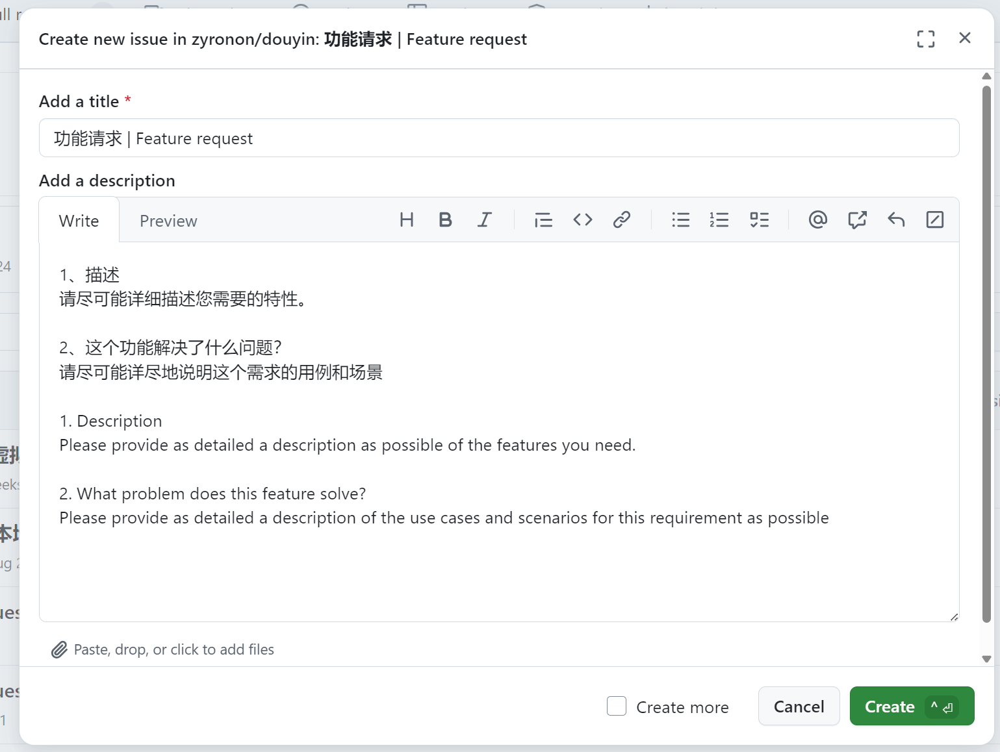 Create new issue in zyronon/douyin: 功能请求 | Feature request
Add a title *
功能请求 | Feature request
Add a description
Write
Preview
1、描述
请尽可能详细描述您需要的特性。
2、这个功能解决了什么问题？
请尽可能详尽地说明这个需求的用例和场景
1. Description
Please provide as detailed a description as possible of the features you need.
2. What problem does this feature solve?
Please provide as detailed a description of the use cases and scenarios for this requirement as possible
Paste, drop, or click to add files
Create more
Cancel
Create
24